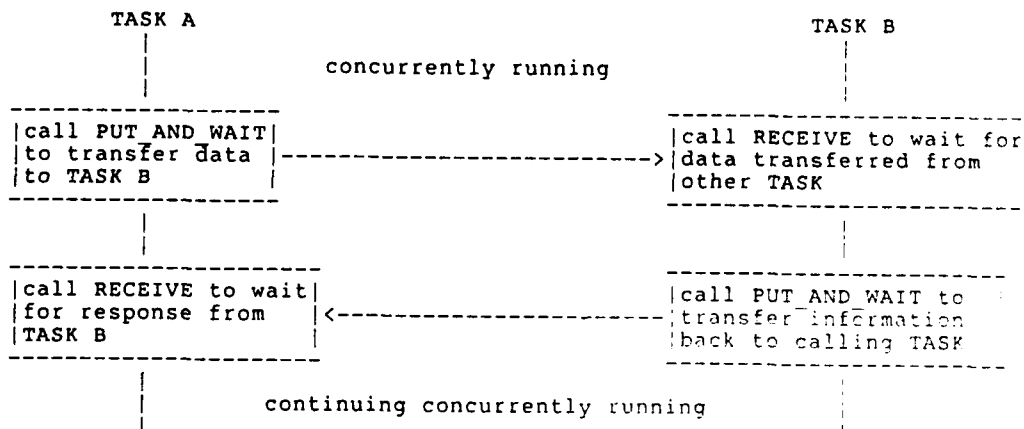 TASK A
TASK B
concurrently running
call PUT_AND_WAIT
to transfer data
to TASK B
call RECEIVE to wait for
data transferred from
other TASK
call RECEIVE to wait
for response from
TASK B
call PUT_AND_WAIT to
transfer information
back to calling TASK
continuing concurrently running